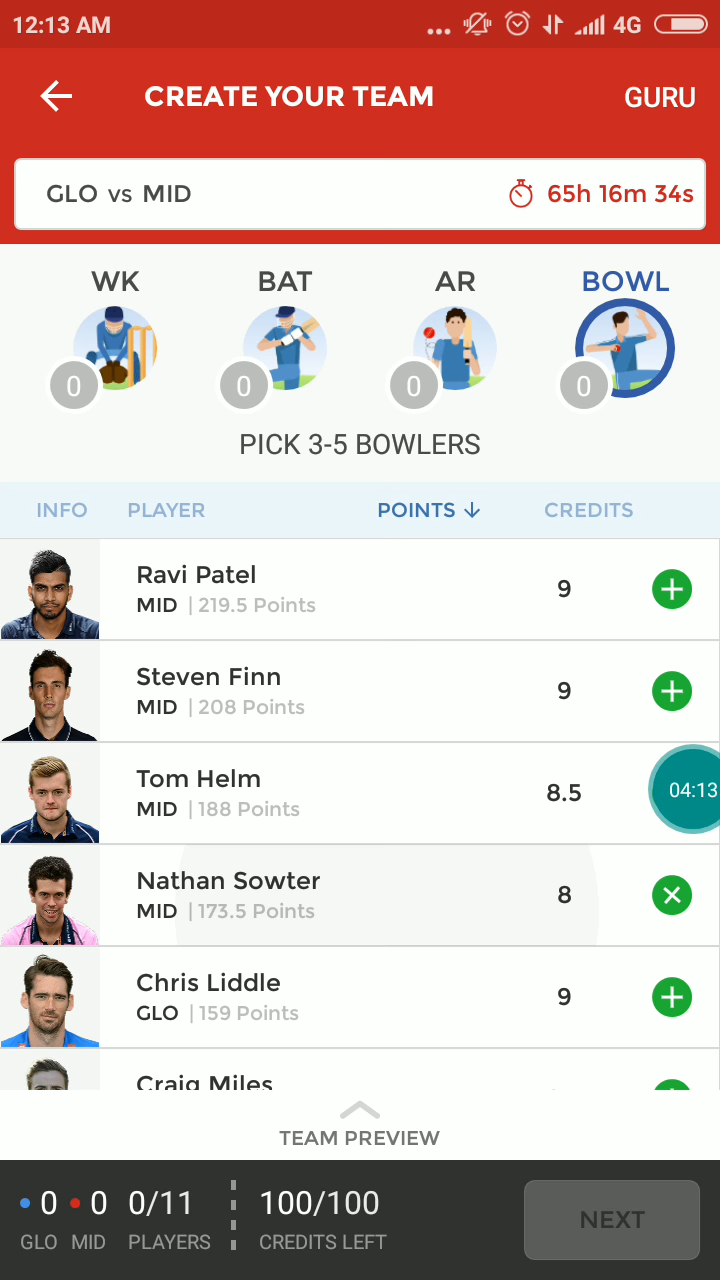 12:13 AM 4G
CREATE YOUR TEAM GURU
GLO vs MID 65h 16m 34s
WK BAT AR BOWL
0 0 0 0
PICK 3-5 BOWLERS
INFO PLAYER POINTS CREDITS
Ravi Patel
MID | 219.5 Points 9
Steven Finn
MID | 208 Points 9
Tom Helm
MID | 188 Points 8.5
04:13
Nathan Sowter
MID | 173.5 Points 8
Chris Liddle
GLO | 159 Points 9
Craig Miles
TEAM PREVIEW
0 0 0/11 100/100
GLO MID PLAYERS CREDITS LEFT
NEXT